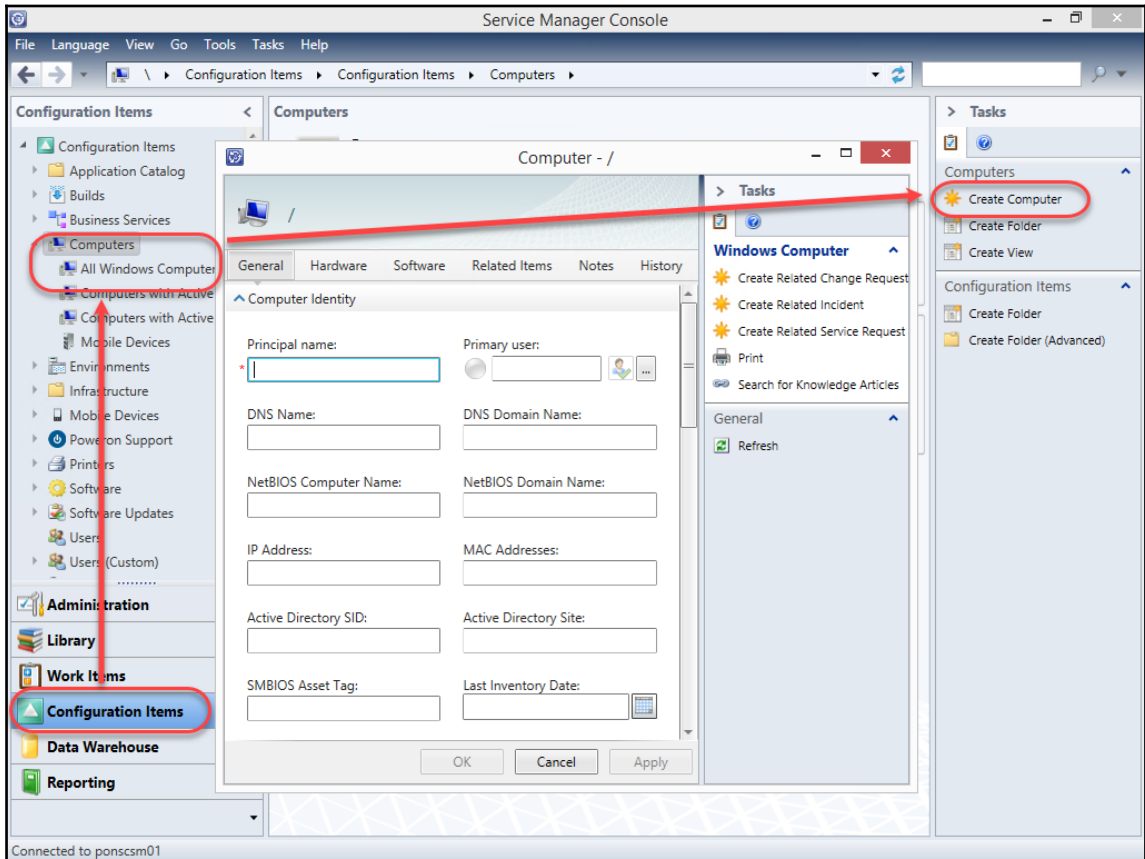 Service Manager Console
File Language View Go Tools Tasks Help
\ Configuration Items Configuration Items Computers
Configuration Items <
Configuration Items
Application Catalog
Builds
Business Services
Computers
All Windows Computer
Computers with Active
Computers with Active
Mobile Devices
Environments
Infrastructure
Mobile Devices
Poweron Support
Printers
Software
Software Updates
Users
Users (Custom)
Administration
Library
Work Items
Configuration Items
Data Warehouse
Reporting
Connected to ponscsm01
Computers
Computer - /
/
General Hardware Software Related Items Notes History
Computer Identity
Principal name: Primary user:
* ...
DNS Name: DNS Domain Name:
NetBIOS Computer Name: NetBIOS Domain Name:
IP Address: MAC Addresses:
Active Directory SID: Active Directory Site:
SMBIOS Asset Tag: Last Inventory Date:
OK Cancel Apply
> Tasks
Windows Computer
Create Related Change Request
Create Related Incident
Create Related Service Request
Print
Search for Knowledge Articles
General
Refresh
> Tasks
Computers
Create Computer
Create Folder
Create View
Configuration Items
Create Folder
Create Folder (Advanced)